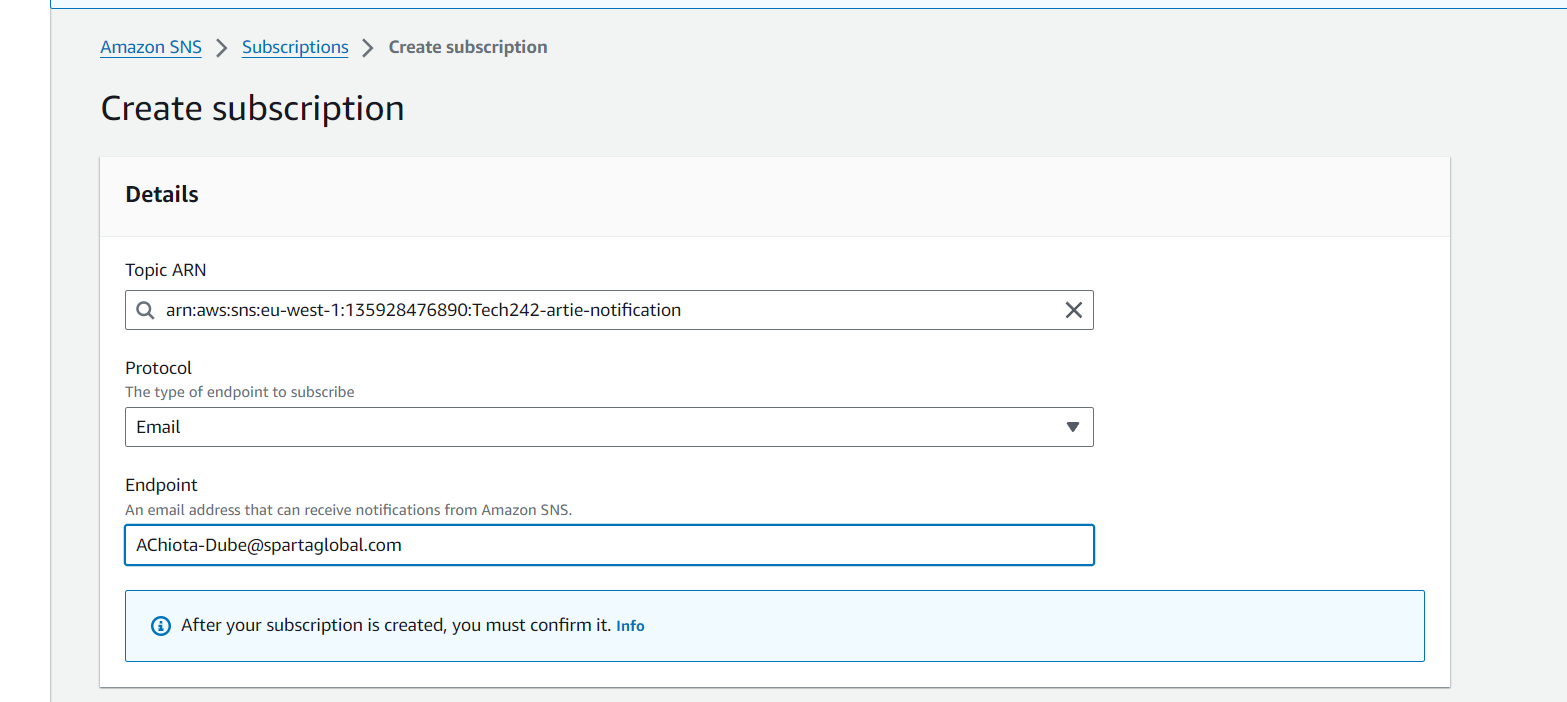 Amazon SNS > Subscriptions > Create subscription
Create subscription
Details
Topic ARN
arn:aws:sns:eu-west-1:135928476890:Tech242-artie-notification
Protocol
The type of endpoint to subscribe
Email
Endpoint
An email address that can receive notifications from Amazon SNS.
AChiota-Dube@spartaglobal.com
After your subscription is created, you must confirm it. Info